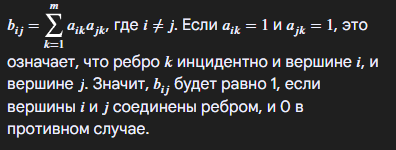 b_{ij} = \sum_{k=1}^{m} a_{ik}a_{jk}, где i ≠ j. Если a_{ik} = 1 и a_{jk} = 1, это
означает, что ребро k инцидентно и вершине i, и
вершине j. Значит, b_{ij} будет равно 1, если
вершины i и j соединены ребром, и 0 в
противном случае.